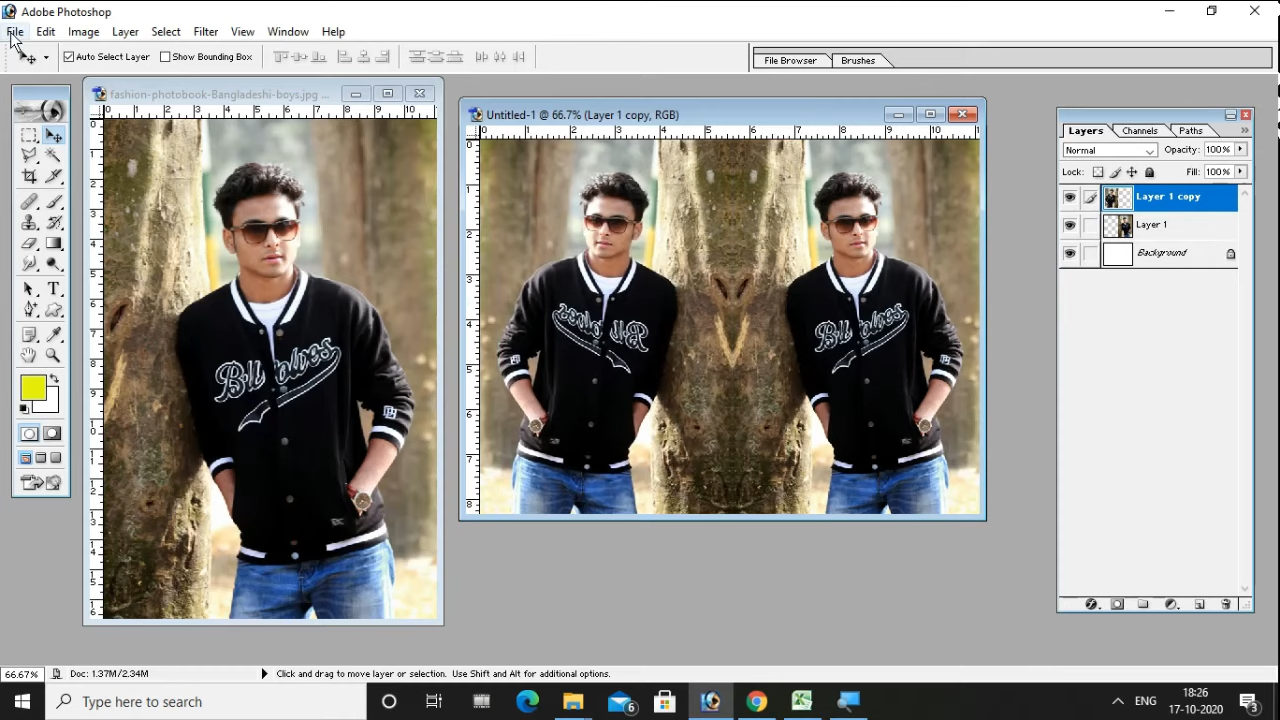 Adobe Photoshop
File Edit Image Layer Select Filter View Window Help
Auto Select Layer Show Bounding Box File Browser Brushes
fashion-photobook-Bangladeshi-boys.jpg ...
Untitled-1 @ 66.7% (Layer 1 copy, RGB)
Layers Channels Paths
Normal Opacity: 100%
Lock: Fill: 100%
Layer 1 copy
Layer 1
Background
66.67% Doc: 1.37M/2.34M Click and drag to move layer or selection. Use Shift and Alt for additional options.
Type here to search
6
ENG
18:26
17-10-2020
3